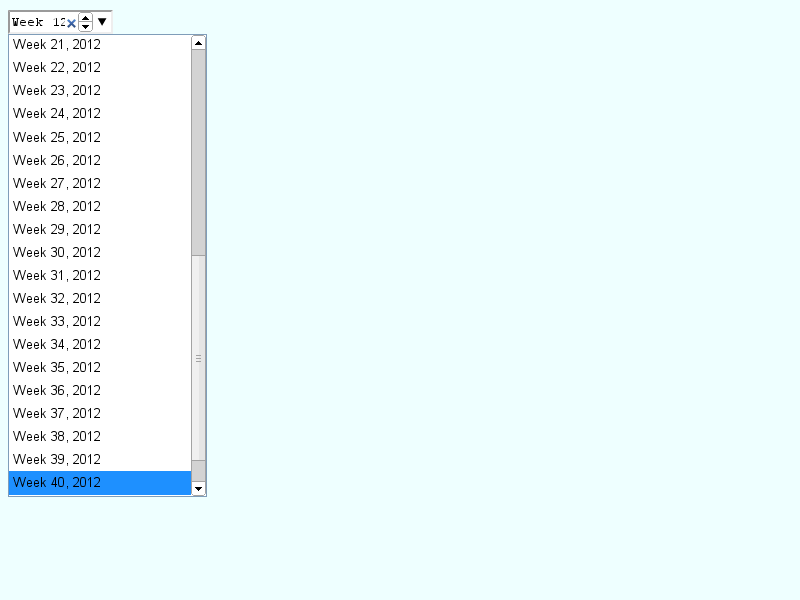 Week 12
Week 21, 2012
Week 22, 2012
Week 23, 2012
Week 24, 2012
Week 25, 2012
Week 26, 2012
Week 27, 2012
Week 28, 2012
Week 29, 2012
Week 30, 2012
Week 31, 2012
Week 32, 2012
Week 33, 2012
Week 34, 2012
Week 35, 2012
Week 36, 2012
Week 37, 2012
Week 38, 2012
Week 39, 2012
Week 40, 2012